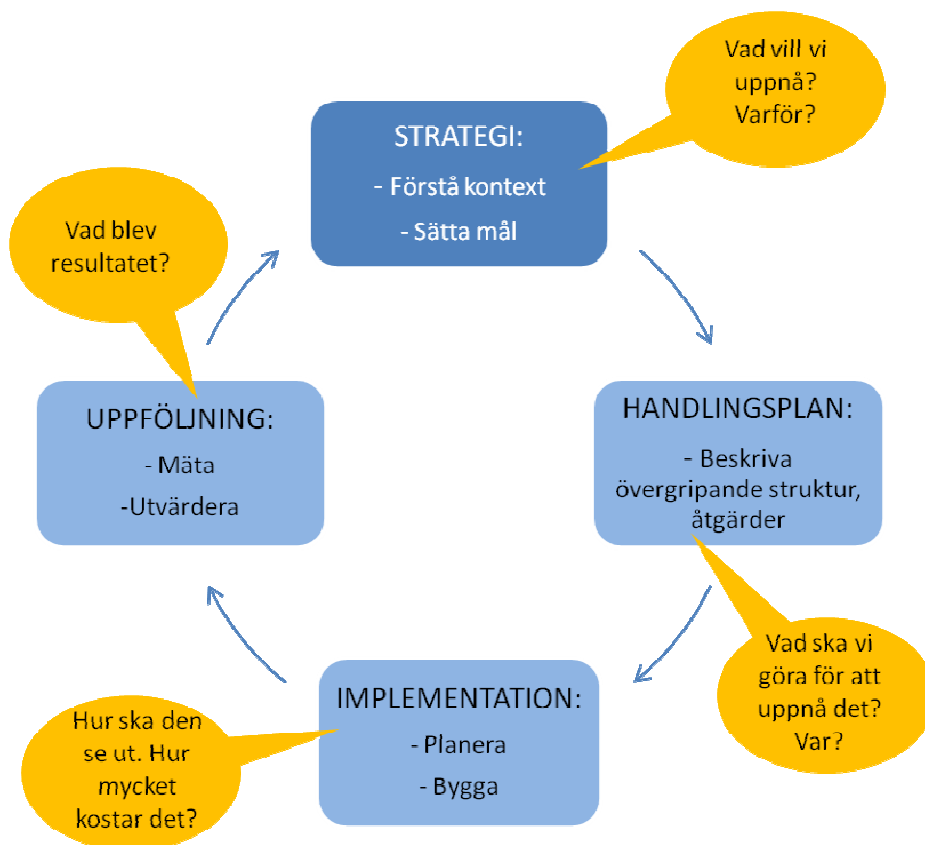 Vad vill vi
uppnå?
Varför?
STRATEGI:
- Förstå kontext
- Sätta mål
Vad blev
resultatet?
UPPFÖLJNING:
- Mäta
-Utvärdera
HANDLINGSPLAN:
- Beskriva
övergripande struktur,
åtgärder
Vad ska vi
göra för att
uppnå det?
Var?
IMPLEMENTATION:
- Planera
- Bygga
Hur ska den
se ut. Hur
mycket
kostar det?